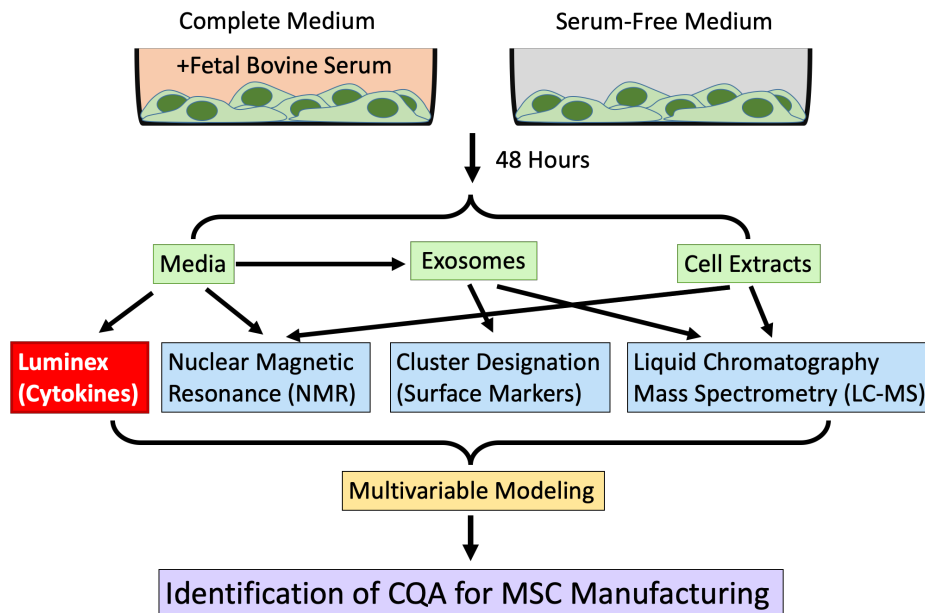 Complete Medium
Serum-Free Medium
+Fetal Bovine Serum
48 Hours
Media
Exosomes
Cell Extracts
Luminex
(Cytokines)
Nuclear Magnetic
Resonance (NMR)
Cluster Designation
(Surface Markers)
Liquid Chromatography
Mass Spectrometry (LC-MS)
Multivariable Modeling
Identification of CQA for MSC Manufacturing